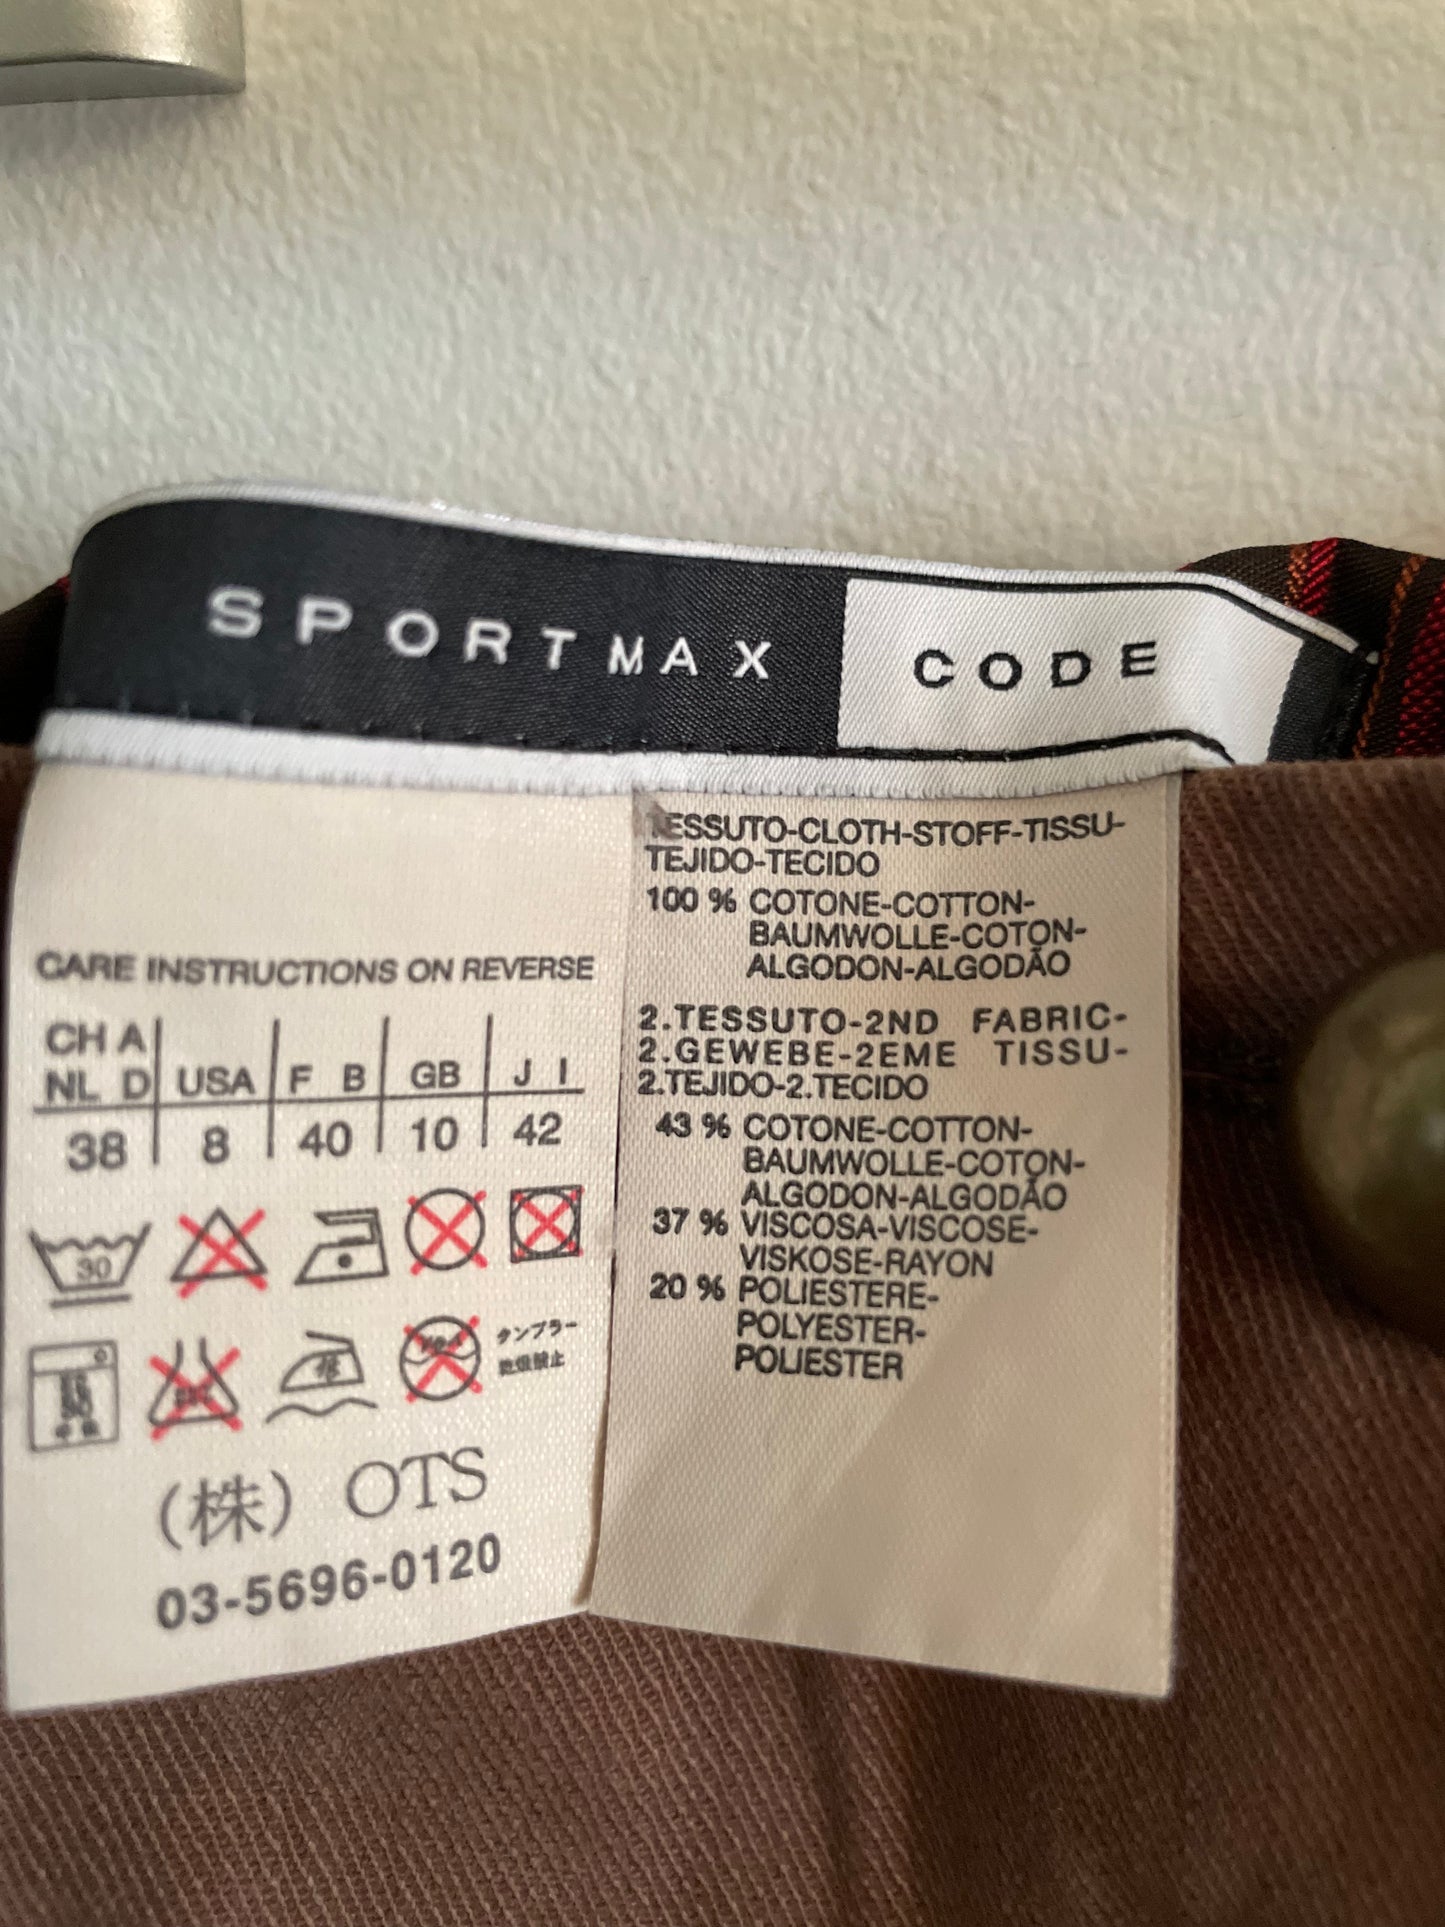 SPORTMAX CODE
CARE INSTRUCTIONS ON REVERSE
CH A
NL D USA F B GB J I
38 8 40 10 42
30
タンブラー
乾燥禁止
(株) OTS
03-5696-0120
TESSUTO-CLOTH-STOFF-TISSU-
TEJIDO-TECIDO
100 % COTONE-COTTON-
BAUMWOLLE-COTON-
ALGODON-ALGODÃO
2.TESSUTO-2ND FABRIC-
2.GEWEBE-2EME TISSU-
2.TEJIDO-2.TECIDO
43 % COTONE-COTTON-
BAUMWOLLE-COTON-
ALGODON-ALGODÃO
37 % VISCOSA-VISCOSE-
VISKOSE-RAYON
20 % POLIESTERE-
POLYESTER-
POLIESTER